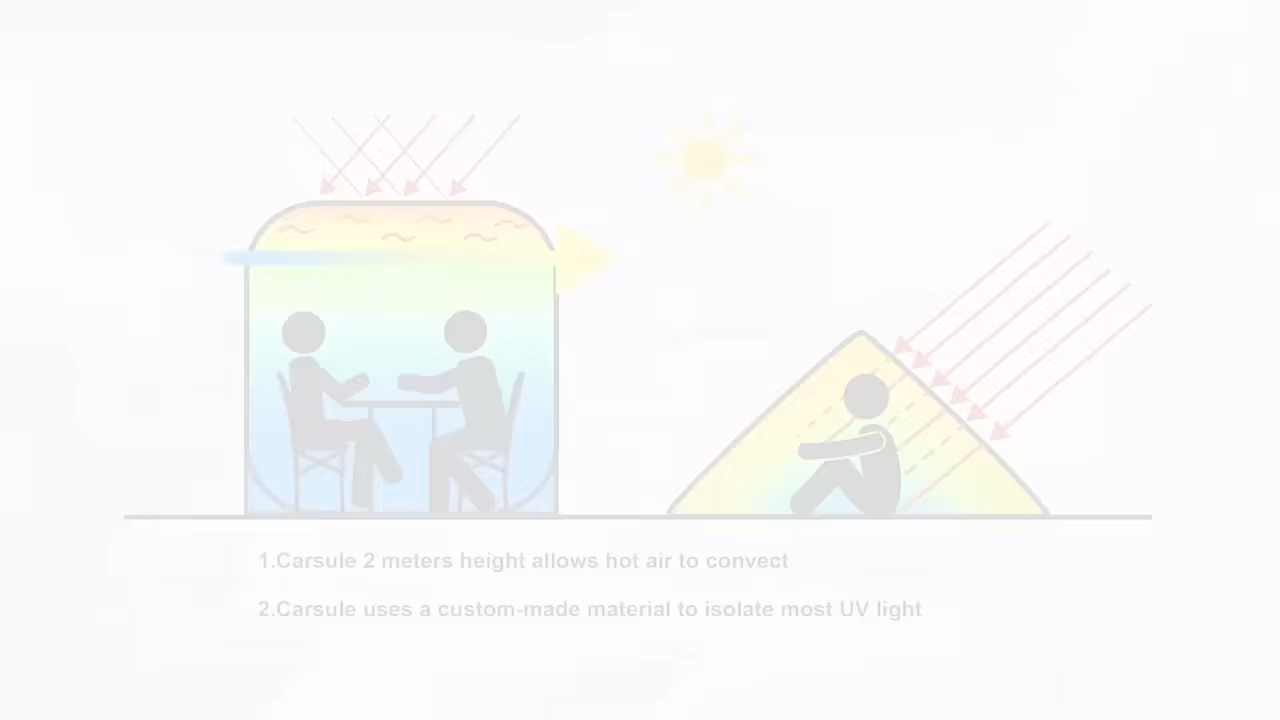 1.Carsule 2 meters height allows hot air to convect
2.Carsule uses a custom-made material to isolate most UV light